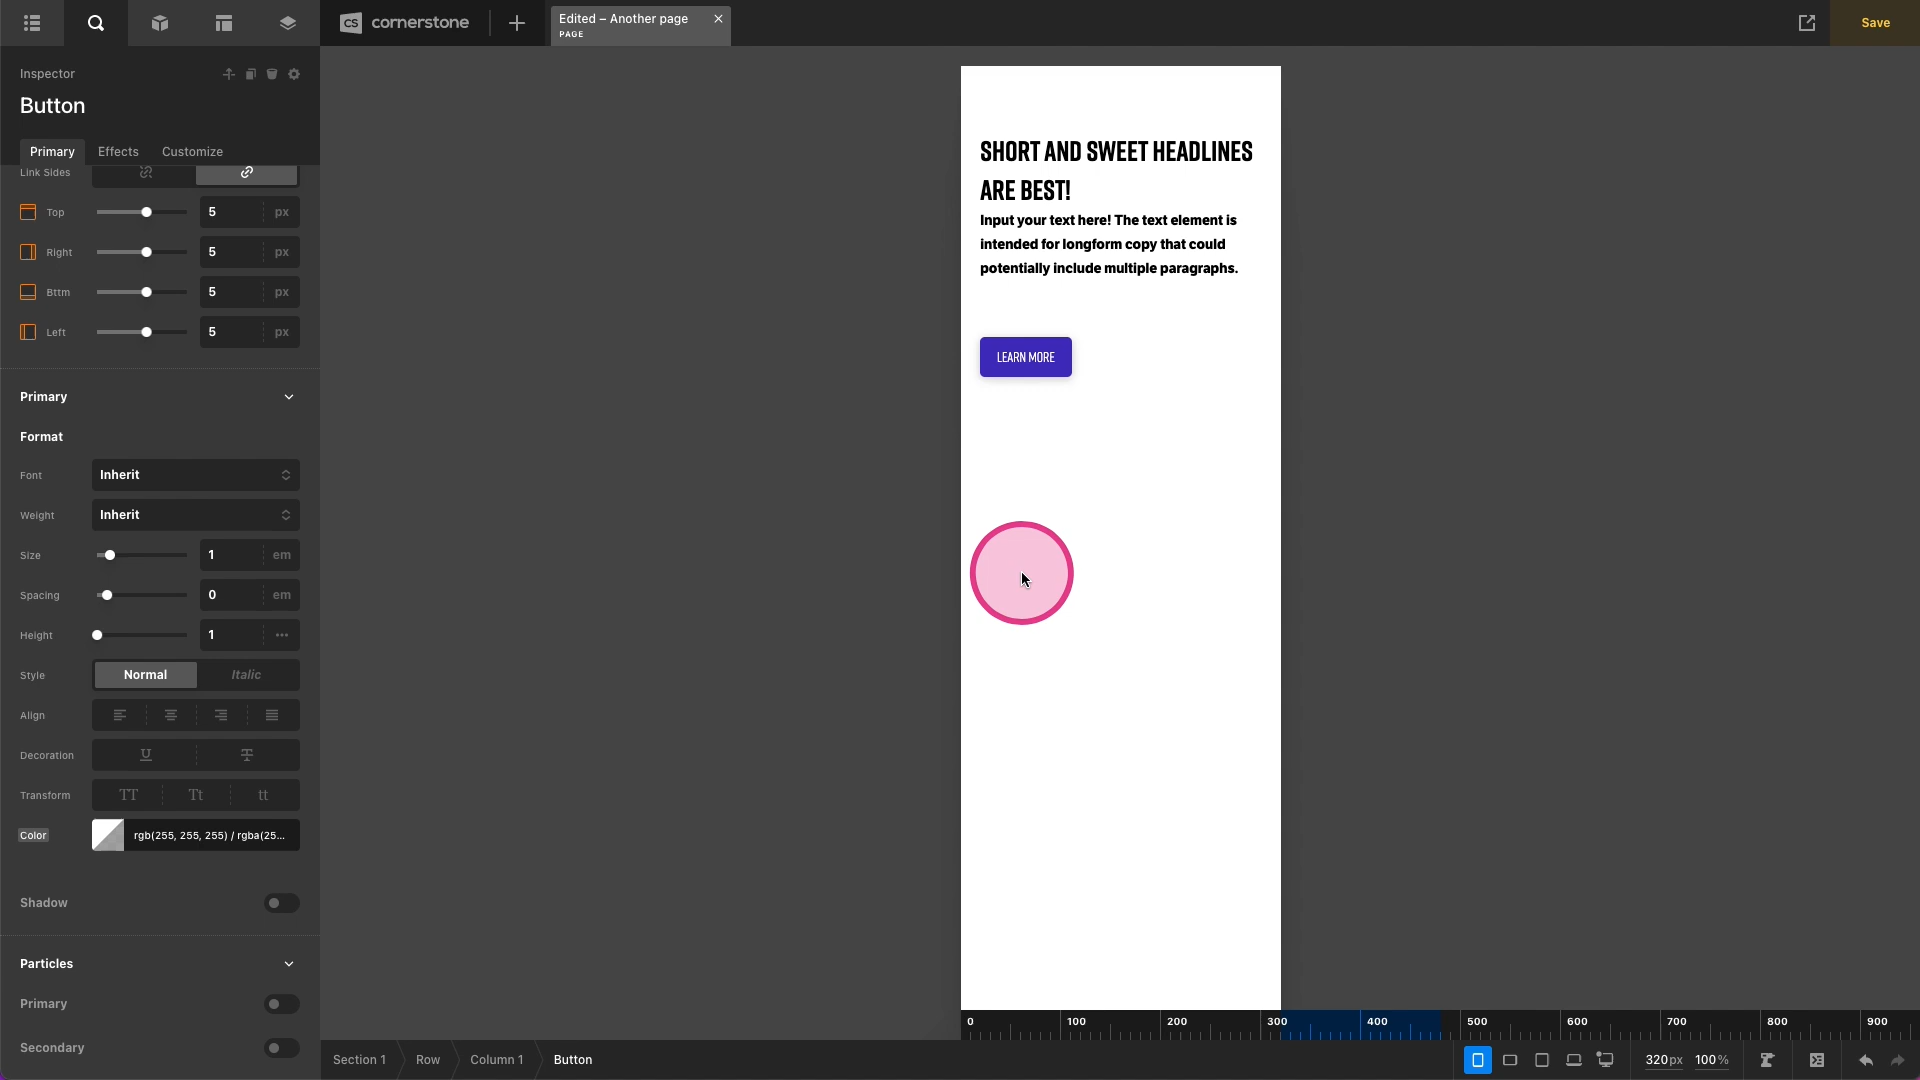 CS cornerstone
Edited – Another page
PAGE
Save
Inspector
Button
Primary Effects Customize
Link Sides
Top 5 px
Right 5 px
Bttm 5 px
Left 5 px
Primary
Format
Font Inherit
Weight Inherit
Size 1 em
Spacing 0 em
Height 1
Style Normal Italic
Align
Decoration U T
Transform TT Tt tt
Color rgb(255, 255, 255) / rgba(25...
Shadow
Particles
Primary
Secondary
SHORT AND SWEET HEADLINES
ARE BEST!
Input your text here! The text element is
intended for longform copy that could
potentially include multiple paragraphs.
LEARN MORE
0 100 200 300 400 500 600 700 800 900
Section 1 Row Column 1 Button
320px 100%